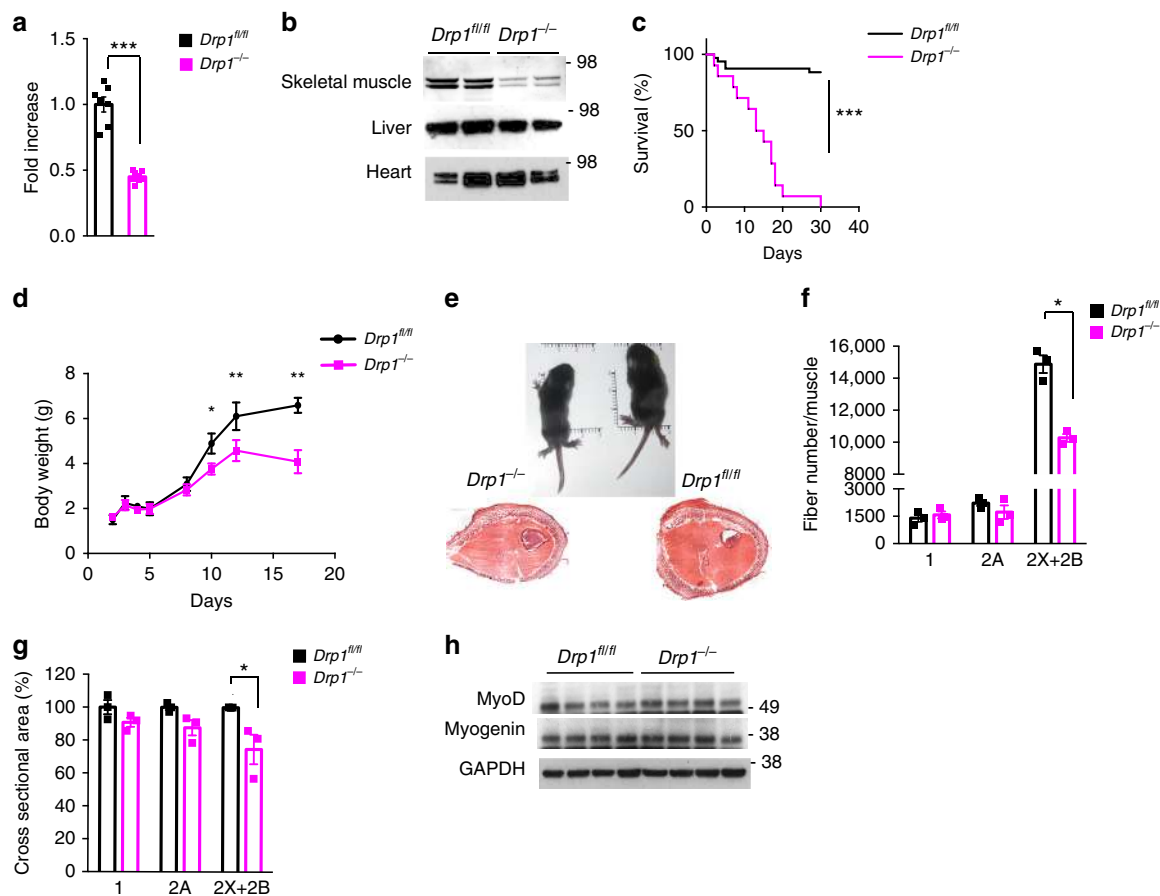 a
Fold increase
1.5
1.0
0.5
0.0
***
Drp1fl/fl
Drp1–/–
b
Drp1fl/fl Drp1–/–
Skeletal muscle
- 98
Liver
- 98
Heart
- 98
c
Drp1fl/fl
Drp1–/–
Survival (%)
100
50
0
***
0 10 20 30 40
Days
d
Drp1fl/fl
Drp1–/–
Body weight (g)
8
6
4
2
0
* ** **
0 5 10 15 20
Days
e
Drp1–/–
Drp1fl/fl
f
Drp1fl/fl
Drp1–/–
*
Fiber number/muscle
16,000
14,000
12,000
10,000
8000
3000
1500
0
1 2A 2X+2B
g
Drp1fl/fl
Drp1–/–
*
Cross sectional area (%)
120
100
80
60
40
20
0
1 2A 2X+2B
h
Drp1fl/fl Drp1–/–
MyoD
- 49
Myogenin
- 38
GAPDH
- 38